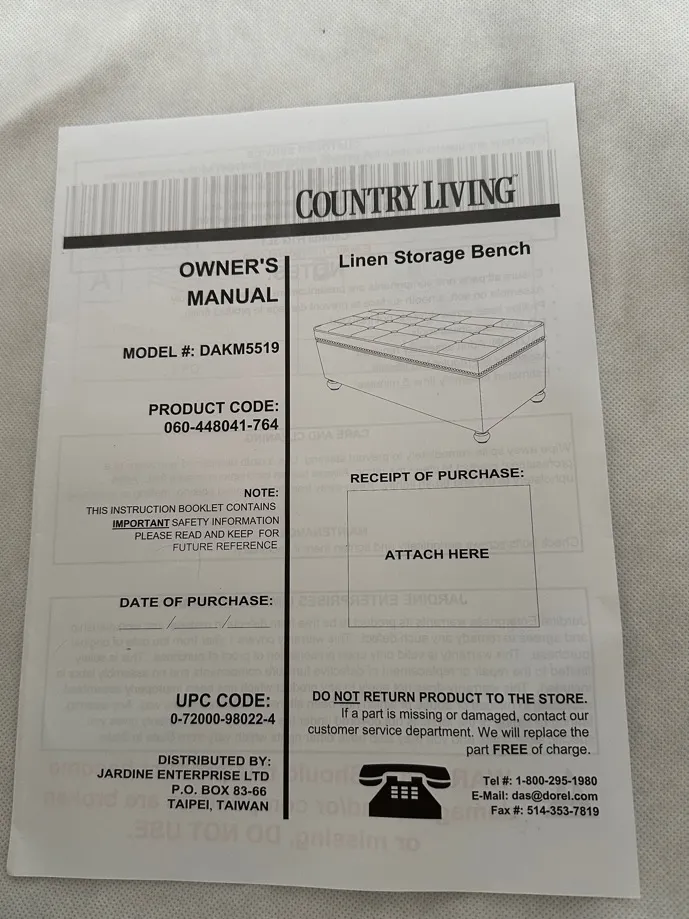 COUNTRY LIVING™
OWNER'S
MANUAL
MODEL #: DAKM5519
PRODUCT CODE:
060-448041-764
NOTE:
THIS INSTRUCTION BOOKLET CONTAINS
IMPORTANT SAFETY INFORMATION
PLEASE READ AND KEEP FOR
FUTURE REFERENCE
DATE OF PURCHASE:
____/____/____
UPC CODE:
0-72000-98022-4
DISTRIBUTED BY:
JARDINE ENTERPRISE LTD
P.O. BOX 83-66
TAIPEI, TAIWAN
Linen Storage Bench
RECEIPT OF PURCHASE:
ATTACH HERE
DO NOT RETURN PRODUCT TO THE STORE.
If a part is missing or damaged, contact our
customer service department. We will replace the
part FREE of charge.
Tel #: 1-800-295-1980
E-Mail: das@dorel.com
Fax #: 514-353-7819